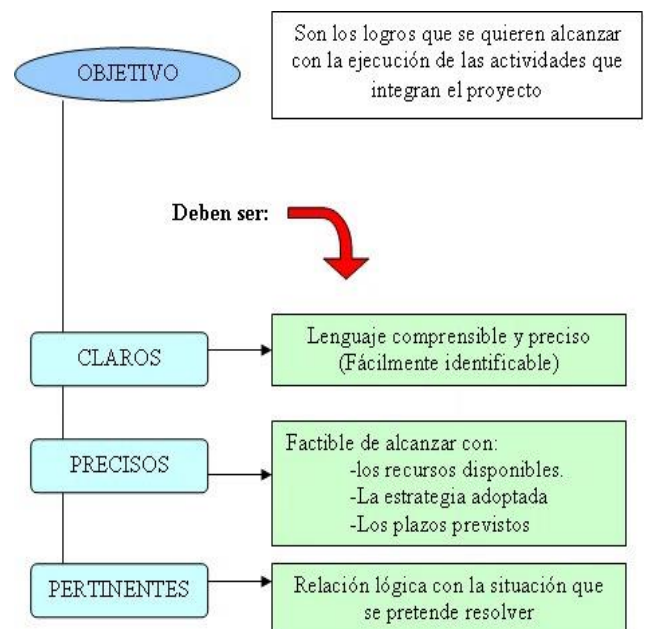 OBJETIVO
Son los logros que se quieren alcanzar
con la ejecución de las actividades que
integran el proyecto
Deben ser:
CLAROS
Lenguaje comprensible y preciso
(Fácilmente identificable)
PRECISOS
Factible de alcanzar con:
-los recursos disponibles.
-La estrategia adoptada
-Los plazos previstos
PERTINENTES
Relación lógica con la situación que
se pretende resolver